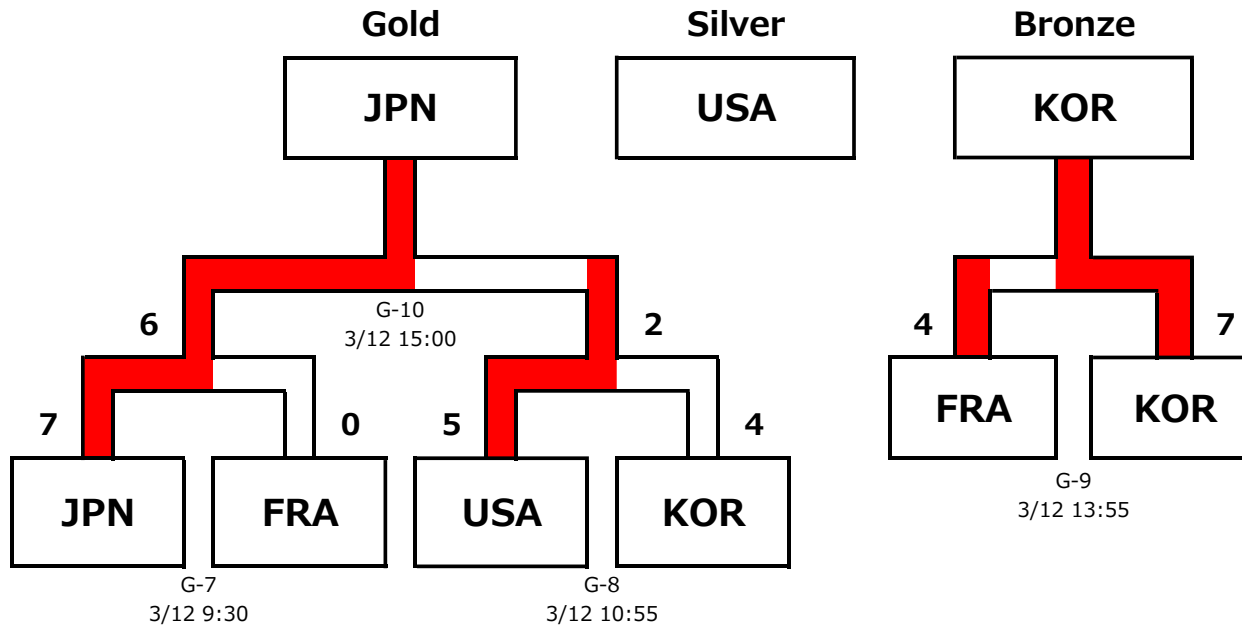 Gold
Silver
Bronze
JPN
USA
KOR
G-10
3/12 15:00
6
2
4
7
FRA
KOR
G-9
3/12 13:55
7
0
5
4
JPN
FRA
USA
KOR
G-7
3/12 9:30
G-8
3/12 10:55